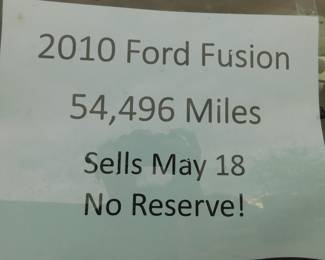 2010 Ford Fusion
54,496 Miles
Sells May 18
No Reserve!